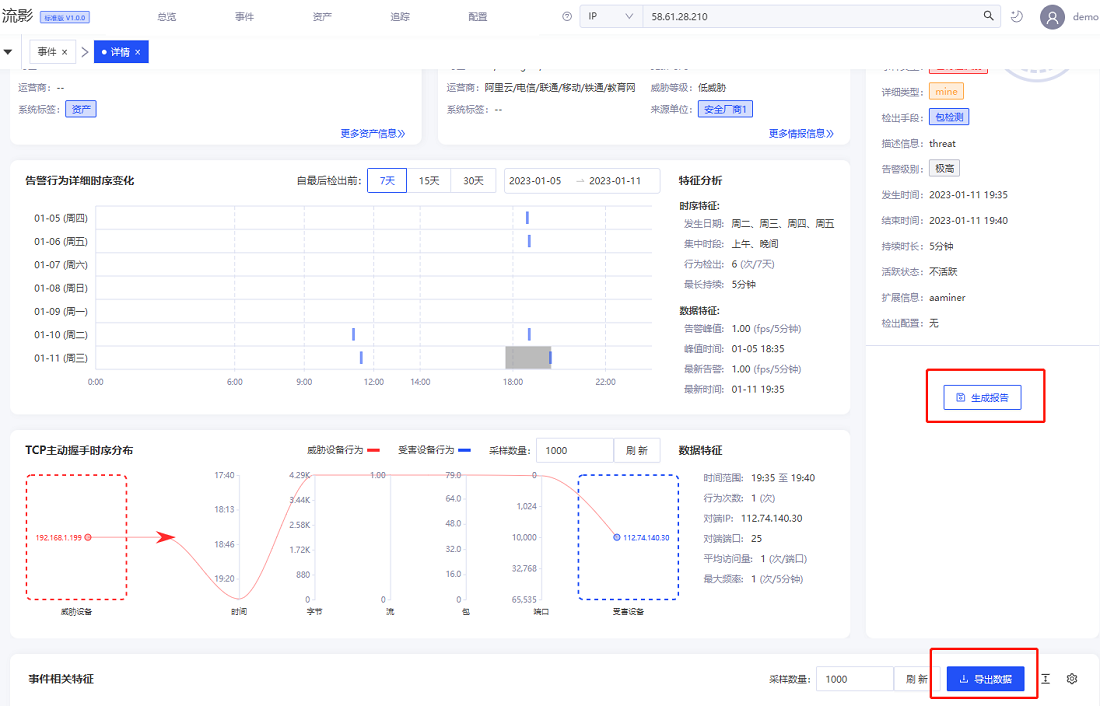 流影 标准版 V1.0.0 总览 事件 资产 追踪 配置 IP 58.61.28.210 demo
事件 × 详情 ×
运营商: --
系统标签: 资产
更多资产信息
运营商: 阿里云/电信/联通/移动/铁通/教育网 威胁等级: 低威胁
系统标签: -- 来源单位: 安全厂商1
更多情报信息
详细类型: mine
检出手段: 包检测
描述信息: threat
告警级别: 极高
发生时间: 2023-01-11 19:35
结束时间: 2023-01-11 19:40
持续时长: 5分钟
活跃状态: 不活跃
扩展信息: aaminer
检出配置: 无
生成报告
告警行为详细时序变化 自最后检出前: 7天 15天 30天 2023-01-05 → 2023-01-11
01-05 (周四)
01-06 (周五)
01-07 (周六)
01-08 (周日)
01-09 (周一)
01-10 (周二)
01-11 (周三)
0:00 6:00 9:00 12:00 14:00 18:00 22:00
特征分析
时序特征:
发生日期: 周二、周三、周四、周五
集中时段: 上午、晚间
行为检出: 6 (次/7天)
最长持续: 5分钟
数据特征:
告警峰值: 1.00 (fps/5分钟)
峰值时间: 01-05 18:35
最新告警: 1.00 (fps/5分钟)
最新时间: 01-11 19:35
TCP主动握手时序分布 威胁设备行为 受害设备行为 采样数量: 1000 刷 新
17:40 4.29K 1.00 79.0 0
3.44K 64.0 1,024
18:13 2.58K 48.0
192.168.1.199 18:46 10,000 112.74.140.30
1.72K 32.0
19:20 880 16.0 32,768
0 0 0 65,535
威胁设备 时间 字节 流 包 端口 受害设备
数据特征
时间范围: 19:35 至 19:40
行为次数: 1 (次)
对端IP: 112.74.140.30
对端端口: 25
平均访问量: 1 (次/端口)
最大频率: 1 (次/5分钟)
事件相关特征 采样数量: 1000 刷 新 导出数据